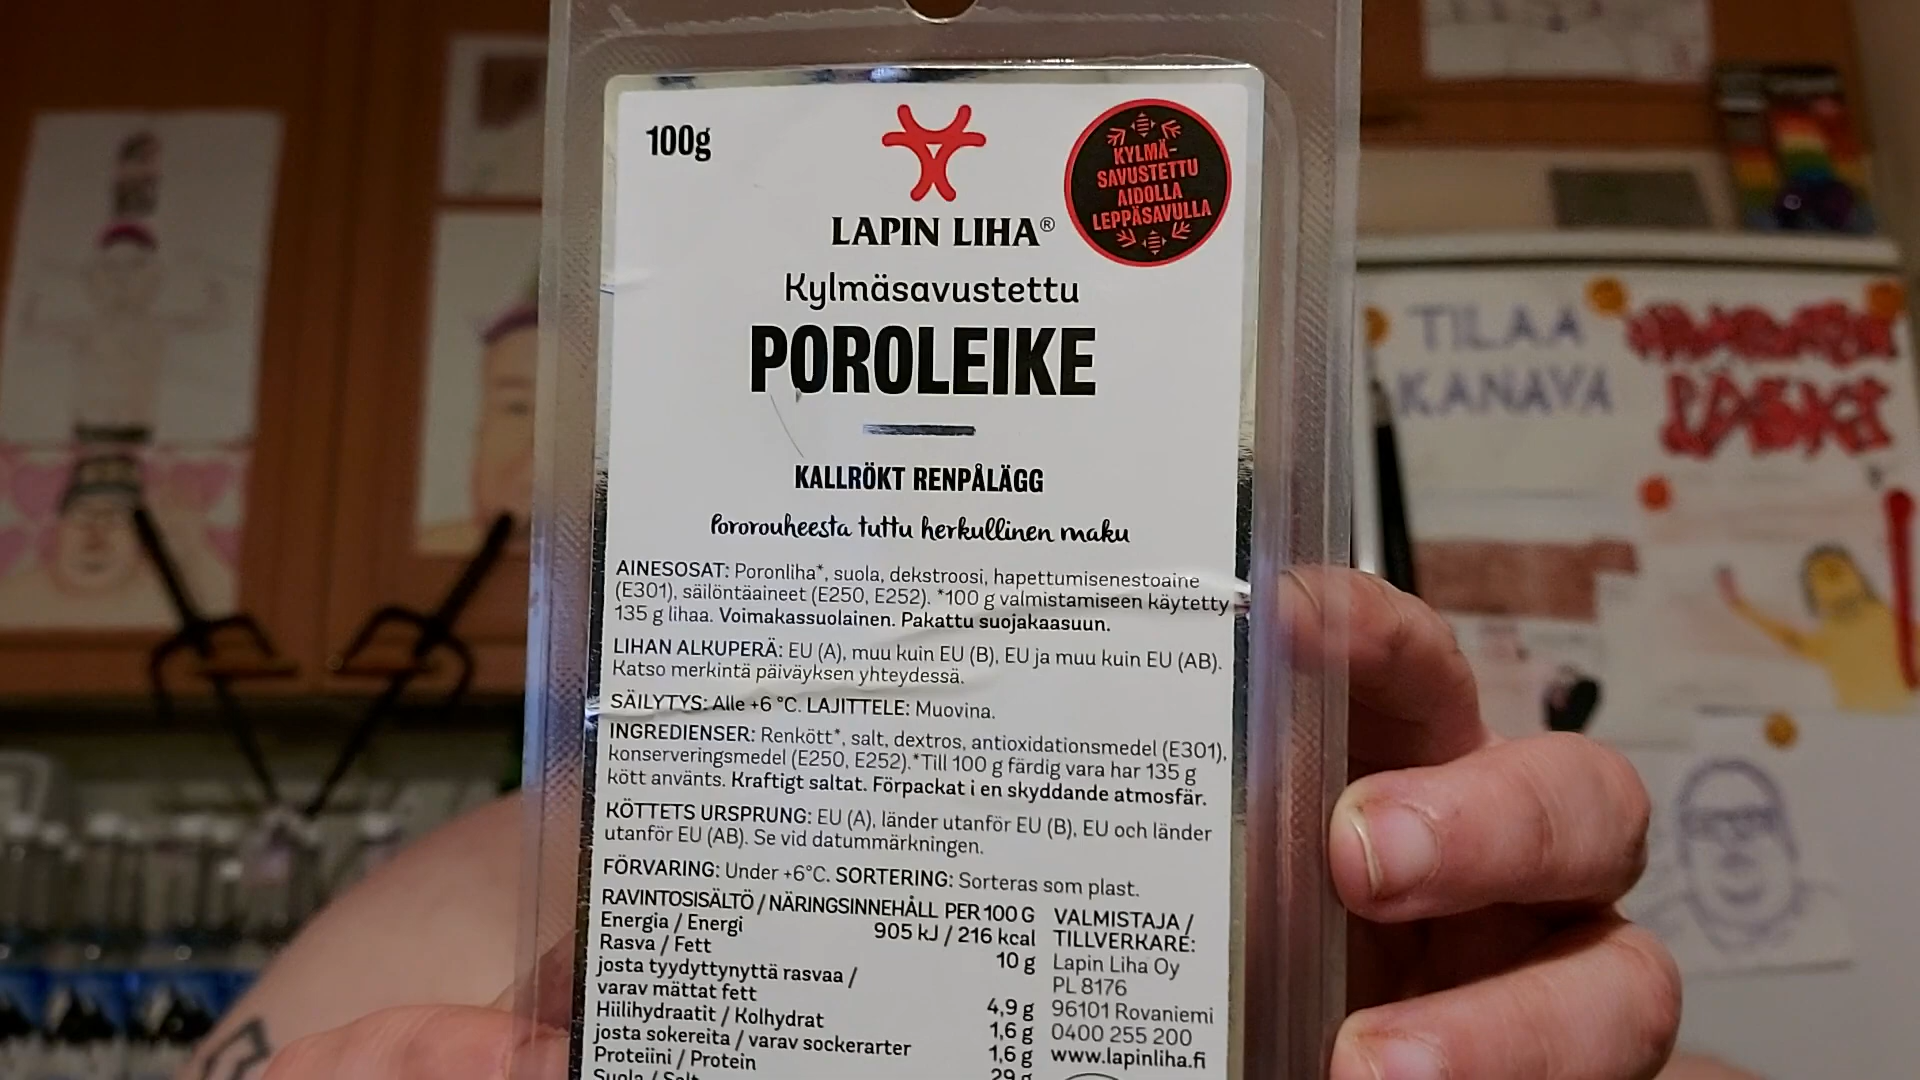 100g
LAPIN LIHA®
KYLMÄ-
SAVUSTETTU
AIDOLLA
LEPPÄSAVULLA
Kylmäsavustettu
POROLEIKE
KALLRÖKT RENPÅLÄGG
Pororouheesta tuttu herkullinen maku
AINESOSAT: Poronliha*, suola, dekstroosi, hapettumisenestoaine
(E301), säilöntäaineet (E250, E252). *100 g valmistamiseen käytetty
135 g lihaa. Voimakassuolainen. Pakattu suojakaasuun.
LIHAN ALKUPERÄ: EU (A), muu kuin EU (B), EU ja muu kuin EU (AB).
Katso merkintä päiväyksen yhteydessä.
SÄILYTYS: Alle +6 °C. LAJITTELE: Muovina.
INGREDIENSER: Renkött*, salt, dextros, antioxidationsmedel (E301),
konserveringsmedel (E250, E252).*Till 100 g färdig vara har 135 g
kött använts. Kraftigt saltat. Förpackat i en skyddande atmosfär.
KÖTTETS URSPRUNG: EU (A), länder utanför EU (B), EU och länder
utanför EU (AB). Se vid datummärkningen.
FÖRVARING: Under +6°C. SORTERING: Sorteras som plast.
RAVINTOSISÄLTÖ / NÄRINGSINNEHÅLL PER 100 G
Energia / Energi 905 kJ / 216 kcal
Rasva / Fett 10 g
josta tyydyttynyttä rasvaa /
varav mättat fett 4,9 g
Hiilihydraatit / Kolhydrat 1,6 g
josta sokereita / varav sockerarter 1,6 g
Proteiini / Protein 29 g
Suola / Salt
VALMISTAJA /
TILLVERKARE:
Lapin Liha Oy
PL 8176
96101 Rovaniemi
0400 255 200
www.lapinliha.fi
TILAA
KANAVA